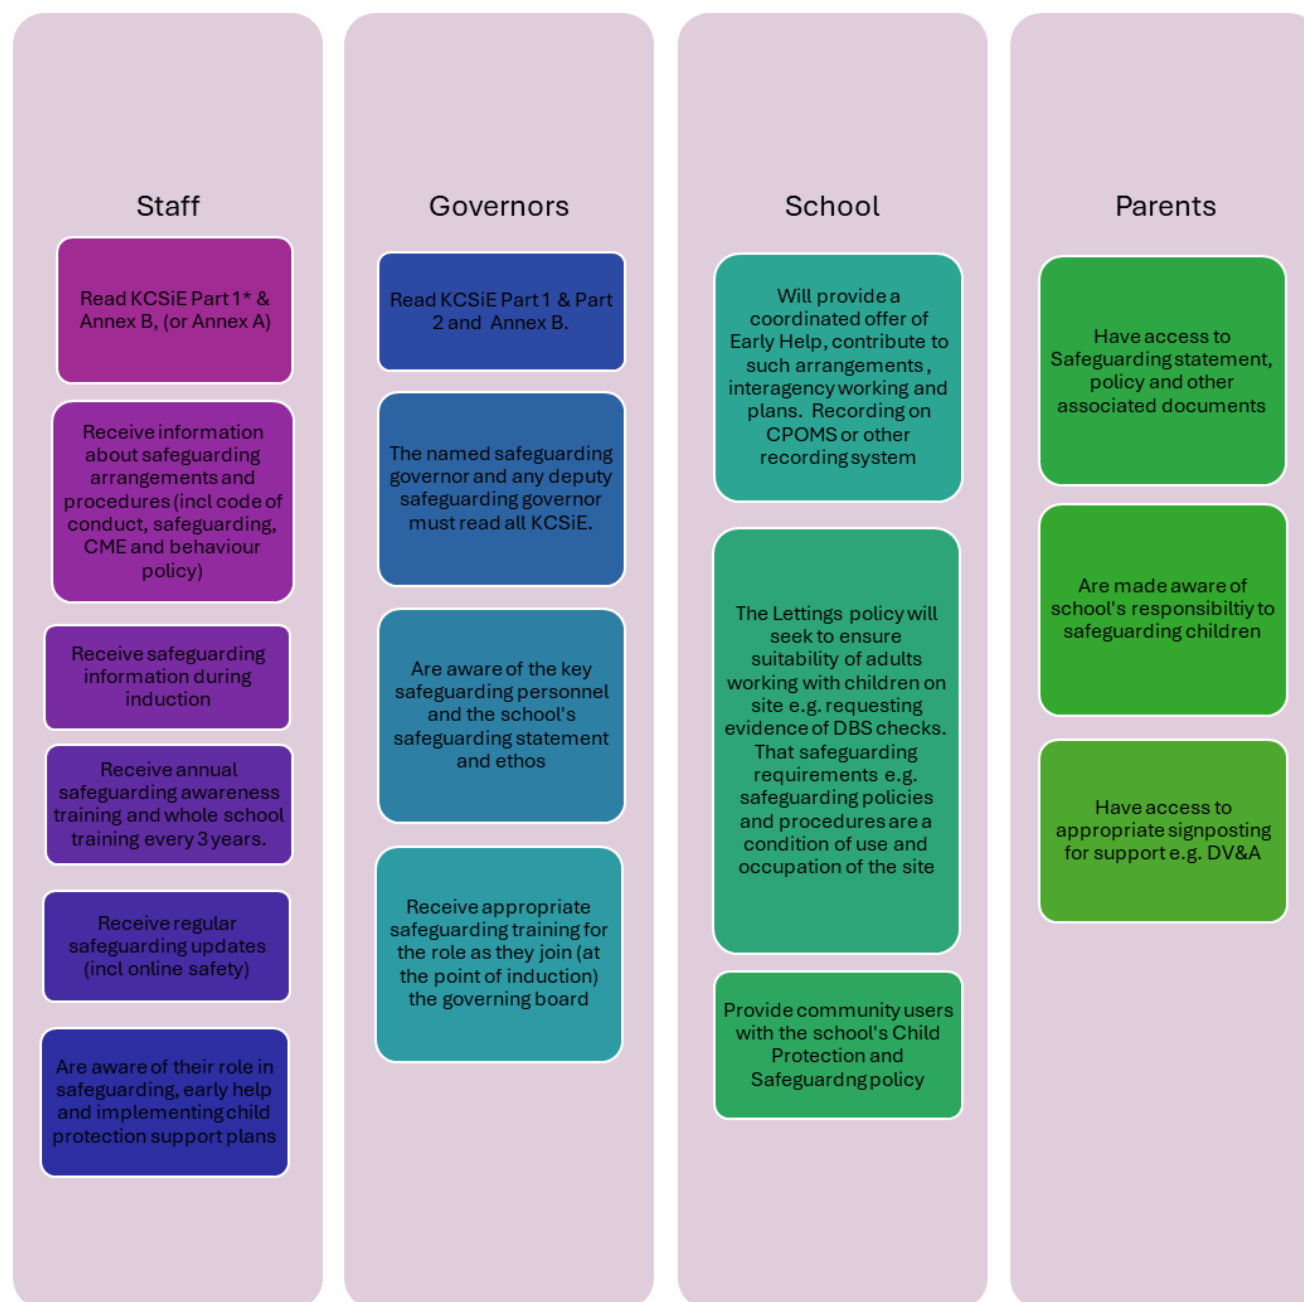 Staff
Read KCSiE Part 1* &
Annex B, (or Annex A)
Receive information
about safeguarding
arrangements and
procedures (incl code of
conduct, safeguarding,
CME and behaviour
policy)
Receive safeguarding
information during
induction
Receive annual
safeguarding awareness
training and whole school
training every 3 years.
Receive regular
safeguarding updates
(incl online safety)
Are aware of their role in
safeguarding, early help
and implementing child
protection support plans
Governors
Read KCSiE Part 1 & Part
2 and Annex B.
The named safeguarding
governor and any deputy
safeguarding governor
must read all KCSiE.
Are aware of the key
safeguarding personnel
and the school's
safeguarding statement
and ethos
Receive appropriate
safeguarding training for
the role as they join (at
the point of induction)
the governing board
School
Will provide a
coordinated offer of
Early Help, contribute to
such arrangements ,
interagency working and
plans. Recording on
CPOMS or other
recording system
The Lettings policy will
seek to ensure
suitability of adults
working with children on
site e.g. requesting
evidence of DBS checks.
That safeguarding
requirements e.g.
safeguarding policies
and procedures are a
condition of use and
occupation of the site
Provide community users
with the school's Child
Protection and
Safeguardng policy
Parents
Have access to
Safeguarding statement,
policy and other
associated documents
Are made aware of
school's responsibiltiy to
safeguarding children
Have access to
appropriate signposting
for support e.g. DV&A